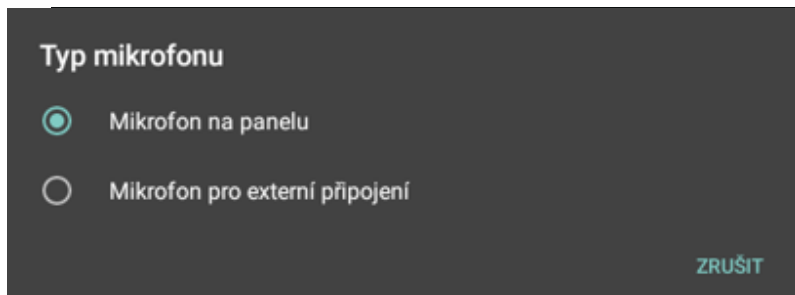 Typ mikrofonu
Mikrofon na panelu
Mikrofon pro externí připojení
ZRUŠIT